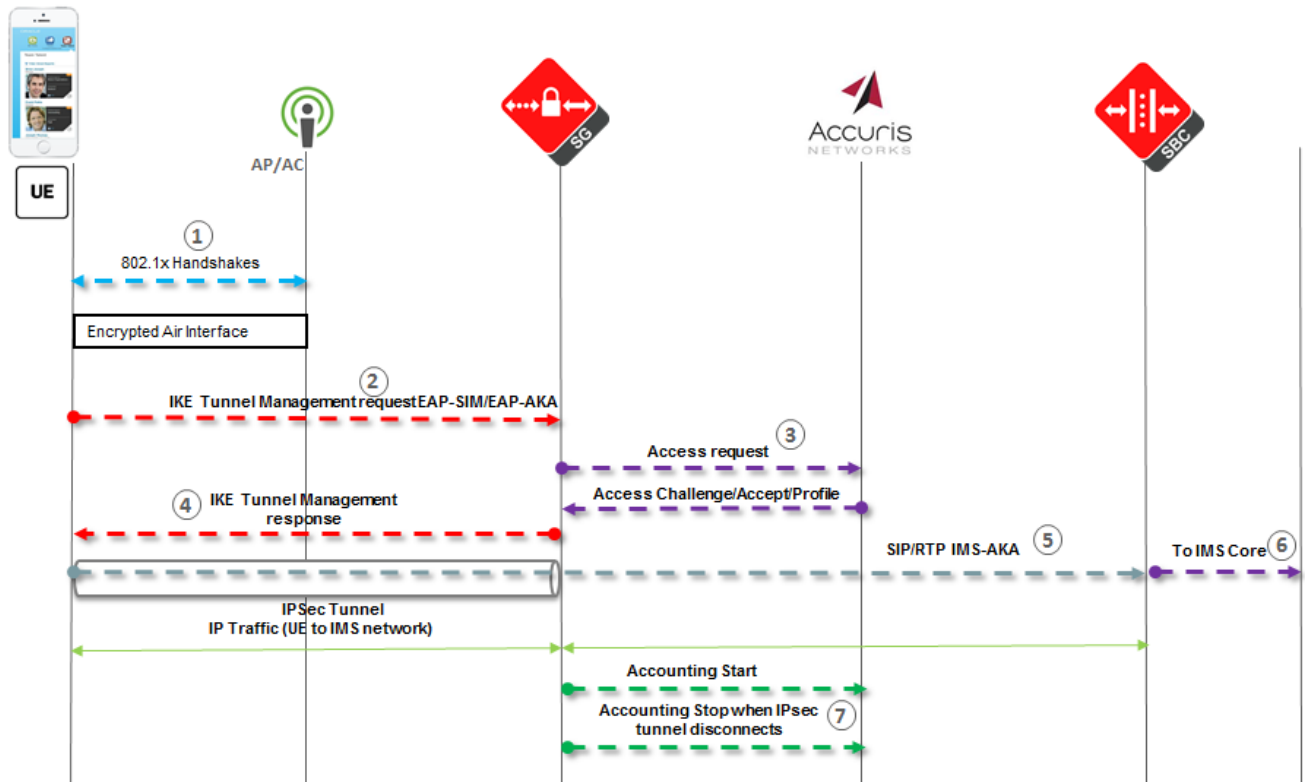 SG
Accuris
NETWORKS
SBC
AP/AC
UE
1
802.1x Handshakes
Encrypted Air Interface
2
IKE Tunnel Management request EAP-SIM/EAP-AKA
3
Access request
Access Challenge/Accept/Profile
4
IKE Tunnel Management
response
SIP/RTP IMS-AKA
5
To IMS Core
6
IPSec Tunnel
IP Traffic (UE to IMS network)
Accounting Start
Accounting Stop when IPsec
tunnel disconnects
7